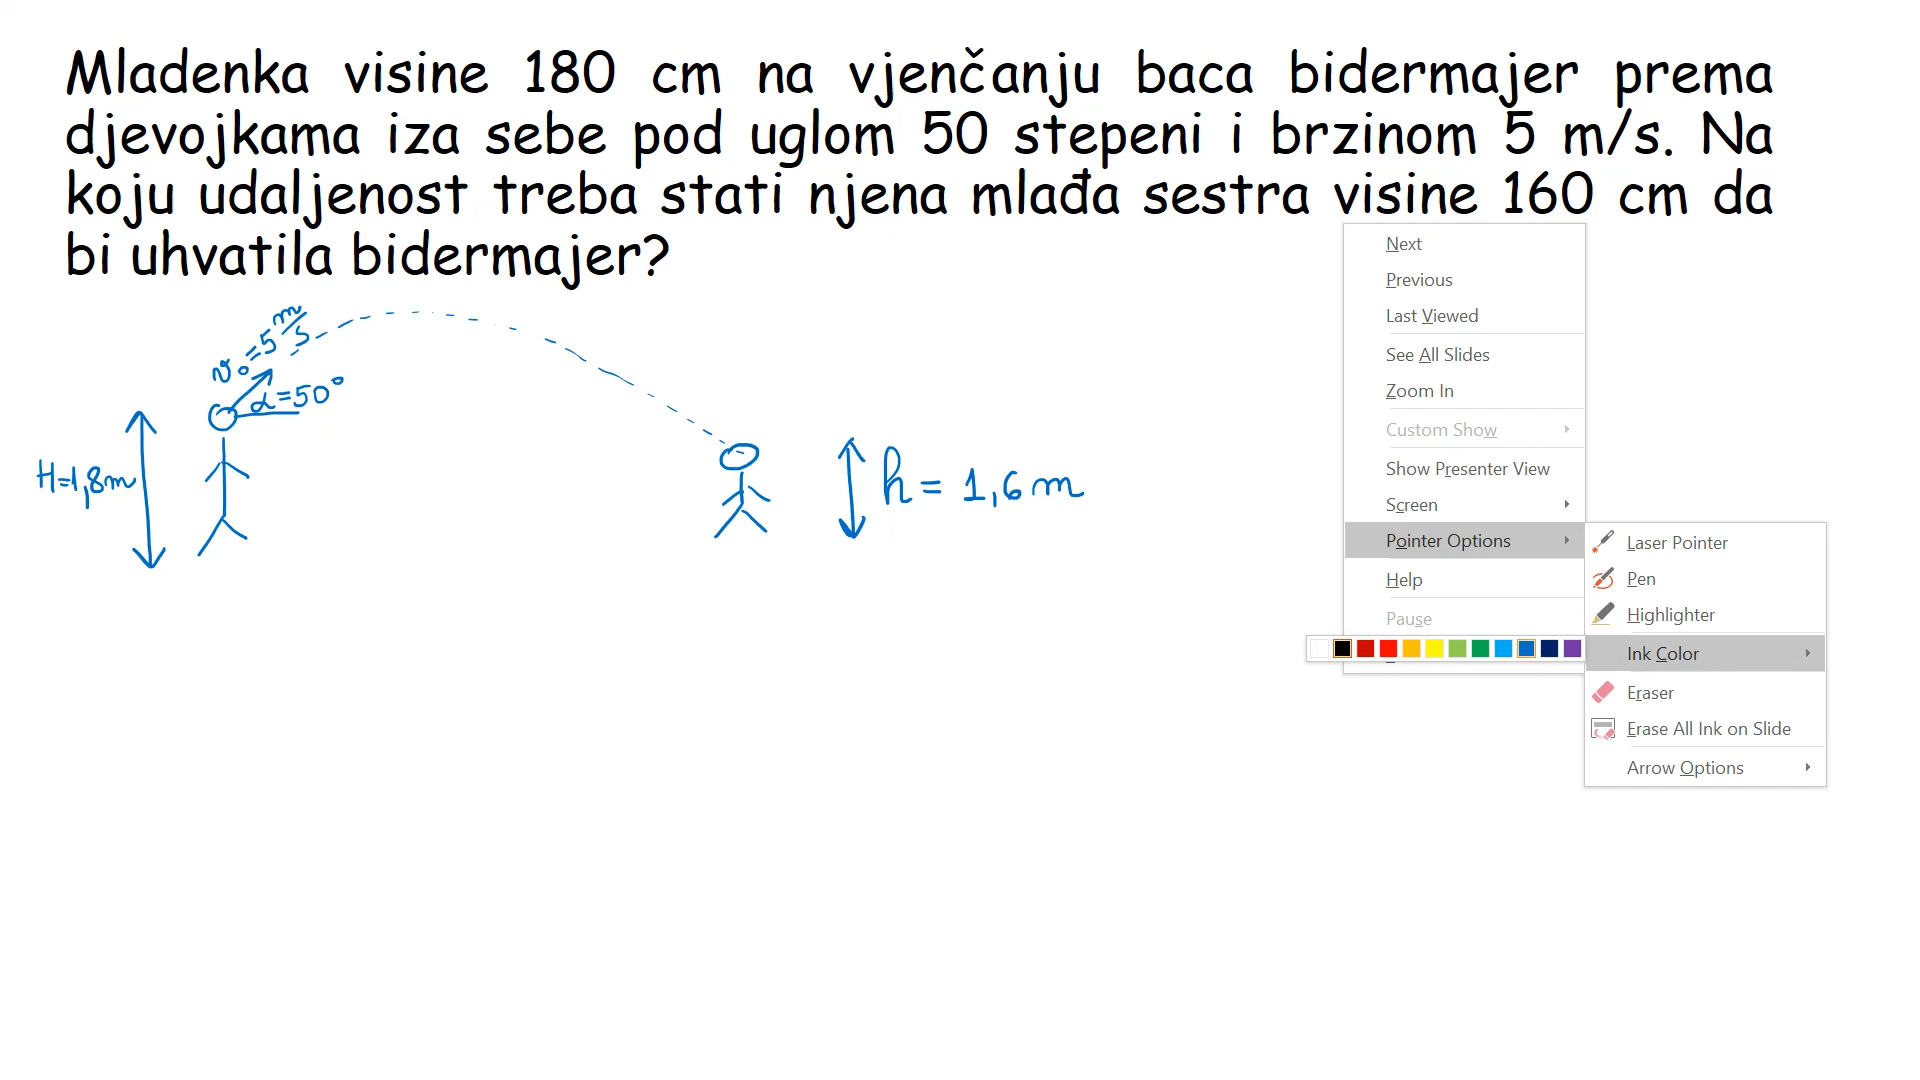 Mladenka visine 180 cm na vjenčanju baca bidermajer prema
djevojkama iza sebe pod uglom 50 stepeni i brzinom 5 m/s. Na
koju udaljenost treba stati njena mlađa sestra visine 160 cm da
bi uhvatila bidermajer?
v₀ = 5 m/s
α = 50°
H = 1,8 m
h = 1,6 m
Next
Previous
Last Viewed
See All Slides
Zoom In
Custom Show
Show Presenter View
Screen
Pointer Options
Help
Pause
Laser Pointer
Pen
Highlighter
Ink Color
Eraser
Erase All Ink on Slide
Arrow Options